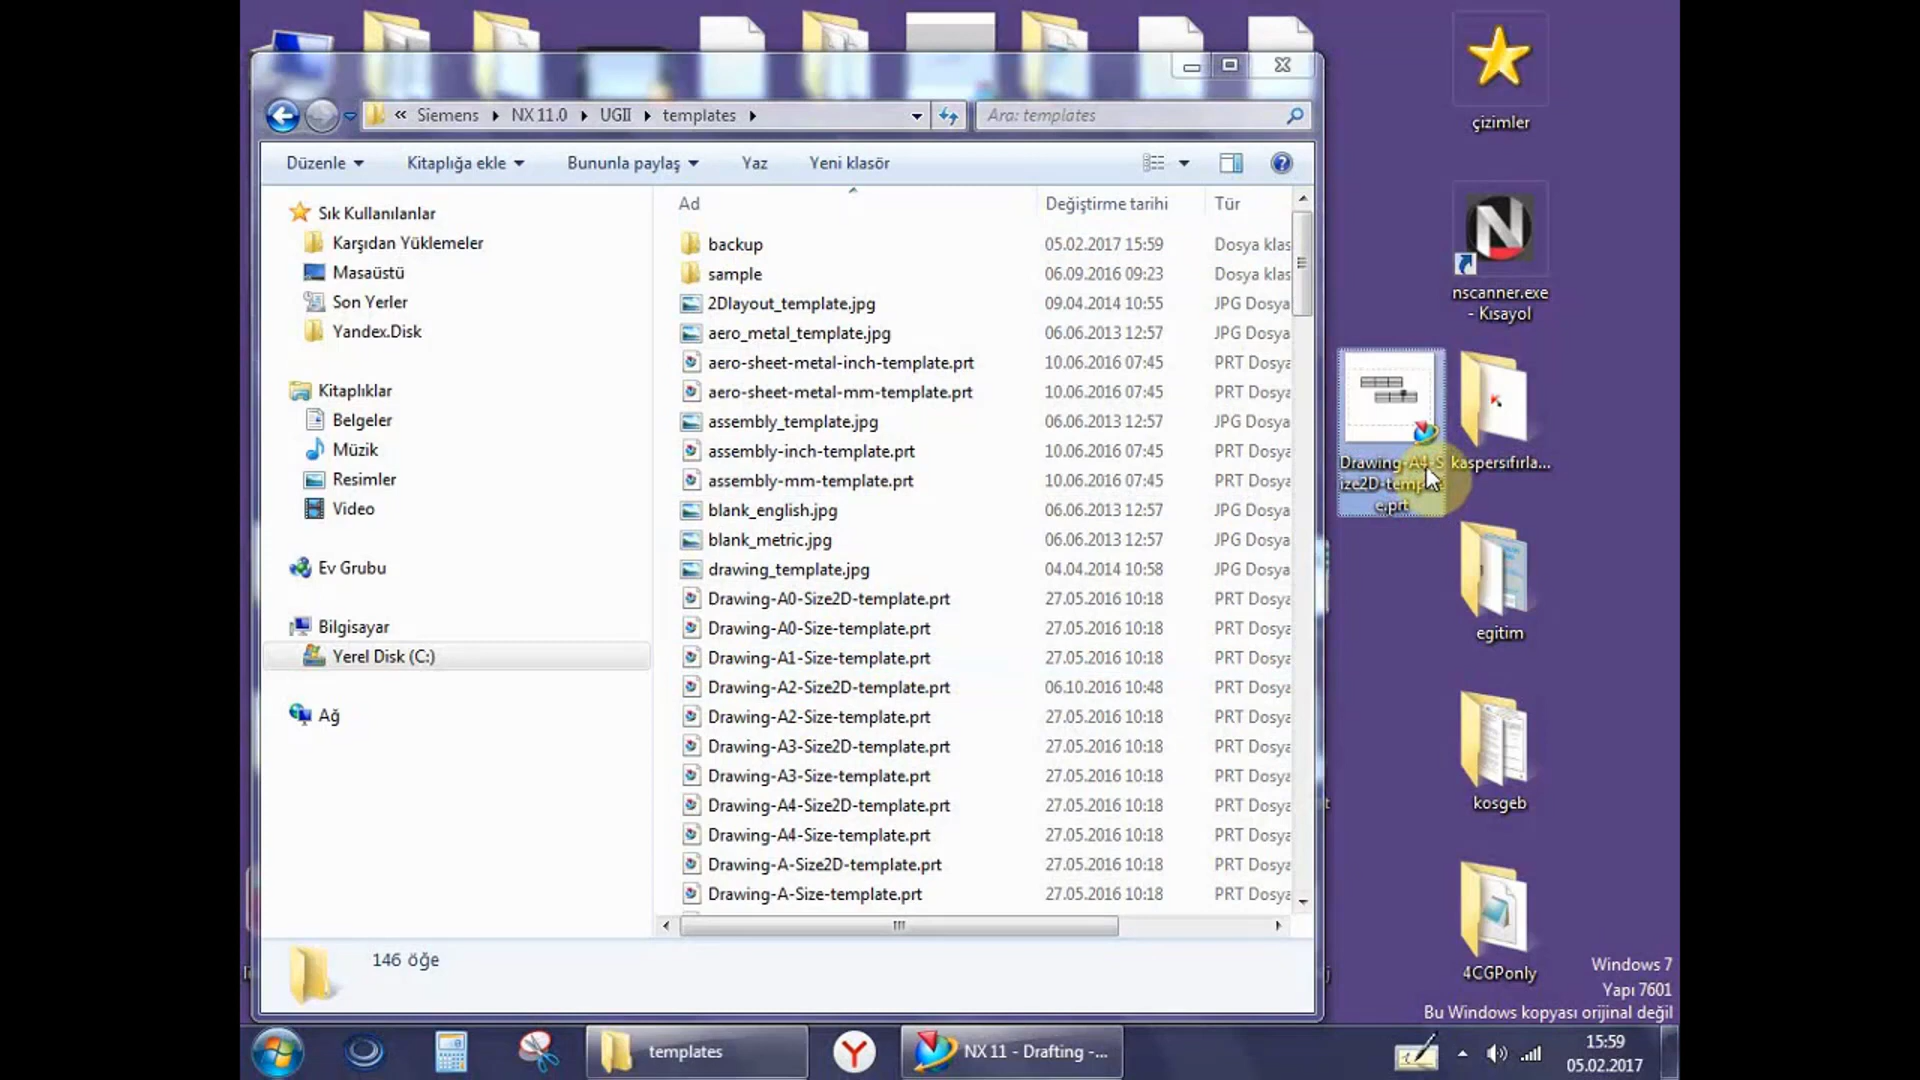 « Siemens ▸ NX 11.0 ▸ UGII ▸ templates ▸
Ara: templates
Düzenle
Kitaplığa ekle
Bununla paylaş
Yaz
Yeni klasör
Sık Kullanılanlar
Karşıdan Yüklemeler
Masaüstü
Son Yerler
Yandex.Disk
Kitaplıklar
Belgeler
Müzik
Resimler
Video
Ev Grubu
Bilgisayar
Yerel Disk (C:)
Ağ
Ad Değiştirme tarihi Tür
backup 05.02.2017 15:59 Dosya klas
sample 06.09.2016 09:23 Dosya klas
2Dlayout_template.jpg 09.04.2014 10:55 JPG Dosya
aero_metal_template.jpg 06.06.2013 12:57 JPG Dosya
aero-sheet-metal-inch-template.prt 10.06.2016 07:45 PRT Dosya
aero-sheet-metal-mm-template.prt 10.06.2016 07:45 PRT Dosya
assembly_template.jpg 06.06.2013 12:57 JPG Dosya
assembly-inch-template.prt 10.06.2016 07:45 PRT Dosya
assembly-mm-template.prt 10.06.2016 07:45 PRT Dosya
blank_english.jpg 06.06.2013 12:57 JPG Dosya
blank_metric.jpg 06.06.2013 12:57 JPG Dosya
drawing_template.jpg 04.04.2014 10:58 JPG Dosya
Drawing-A0-Size2D-template.prt 27.05.2016 10:18 PRT Dosya
Drawing-A0-Size-template.prt 27.05.2016 10:18 PRT Dosya
Drawing-A1-Size-template.prt 27.05.2016 10:18 PRT Dosya
Drawing-A2-Size2D-template.prt 06.10.2016 10:48 PRT Dosya
Drawing-A2-Size-template.prt 27.05.2016 10:18 PRT Dosya
Drawing-A3-Size2D-template.prt 27.05.2016 10:18 PRT Dosya
Drawing-A3-Size-template.prt 27.05.2016 10:18 PRT Dosya
Drawing-A4-Size2D-template.prt 27.05.2016 10:18 PRT Dosya
Drawing-A4-Size-template.prt 27.05.2016 10:18 PRT Dosya
Drawing-A-Size2D-template.prt 27.05.2016 10:18 PRT Dosya
Drawing-A-Size-template.prt 27.05.2016 10:18 PRT Dosya
146 öğe
çizimler
N
nscanner.exe
- Kısayol
Drawing-A4-S
ize2D-templat
e.prt
kaspersifırla...
egitim
kosgeb
4CGPonly
Windows 7
Yapı 7601
Bu Windows kopyası orijinal değil
templates
Y
NX 11 - Drafting -...
15:59
05.02.2017